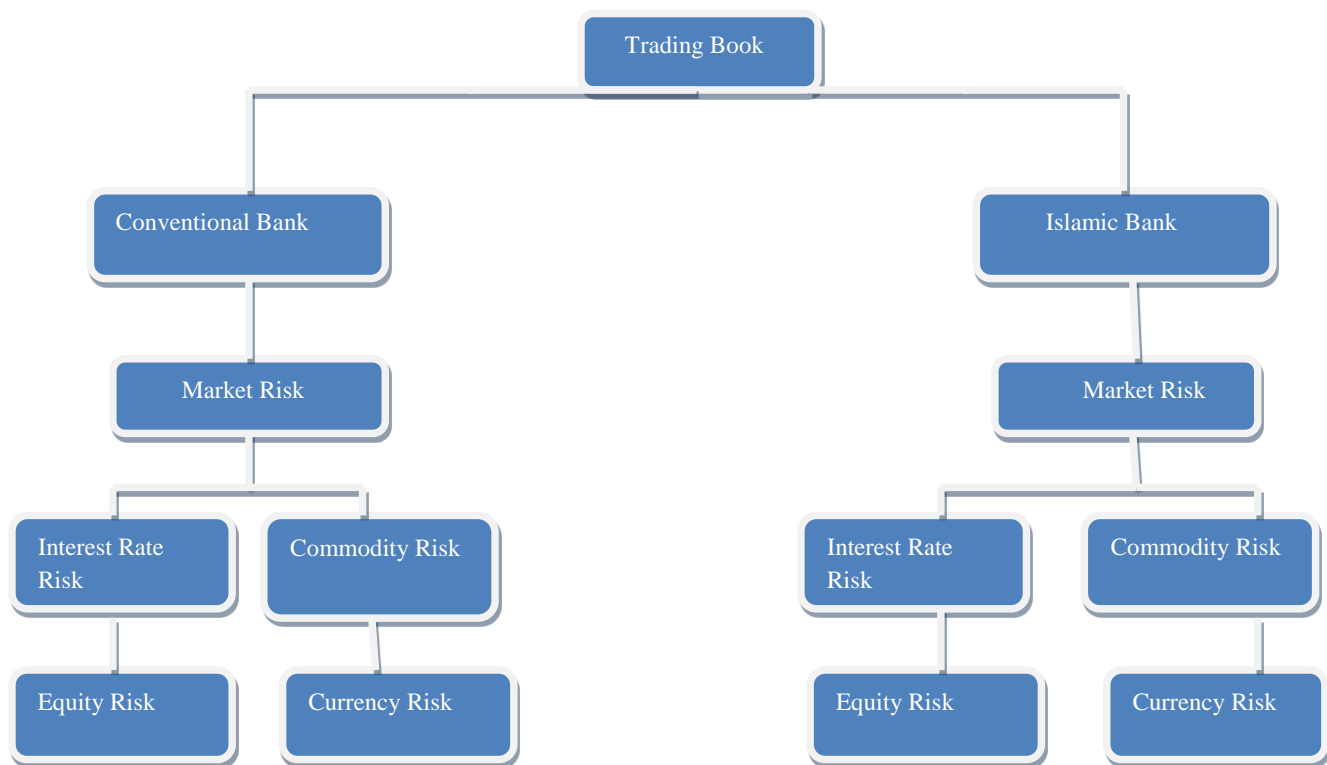 Trading Book
Conventional Bank
Islamic Bank
Market Risk
Market Risk
Interest Rate
Risk
Commodity Risk
Interest Rate
Risk
Commodity Risk
Equity Risk
Currency Risk
Equity Risk
Currency Risk